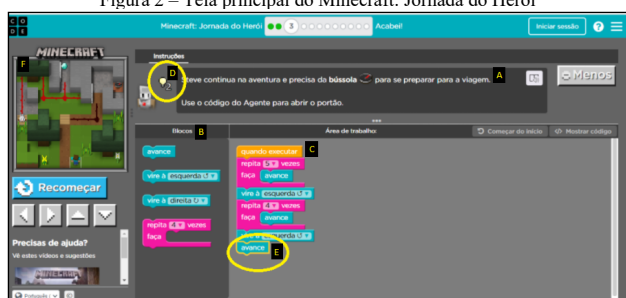 Figura 2 – Tela principal do Minecraft: Jornada do Herói
C O
D E
Minecraft: Jornada do Herói
3
Acabei!
Iniciar sessão
?
MINECRAFT
F
Instruções
D
2
Steve continua na aventura e precisa da bússola para se preparar para a viagem.
A
Menos
Use o código do Agente para abrir o portão.
Blocos
B
Área de trabalho:
Começar do início
Mostrar código
avance
vire à esquerda
vire à direita
repita 4 vezes
faça
quando executar
C
repita 5 vezes
faça avance
vire à esquerda
repita 4 vezes
faça avance
vire à esquerda
avance
E
Recomeçar
Precisas de ajuda?
Vê estes vídeos e sugestões
MINECRAFT
Português